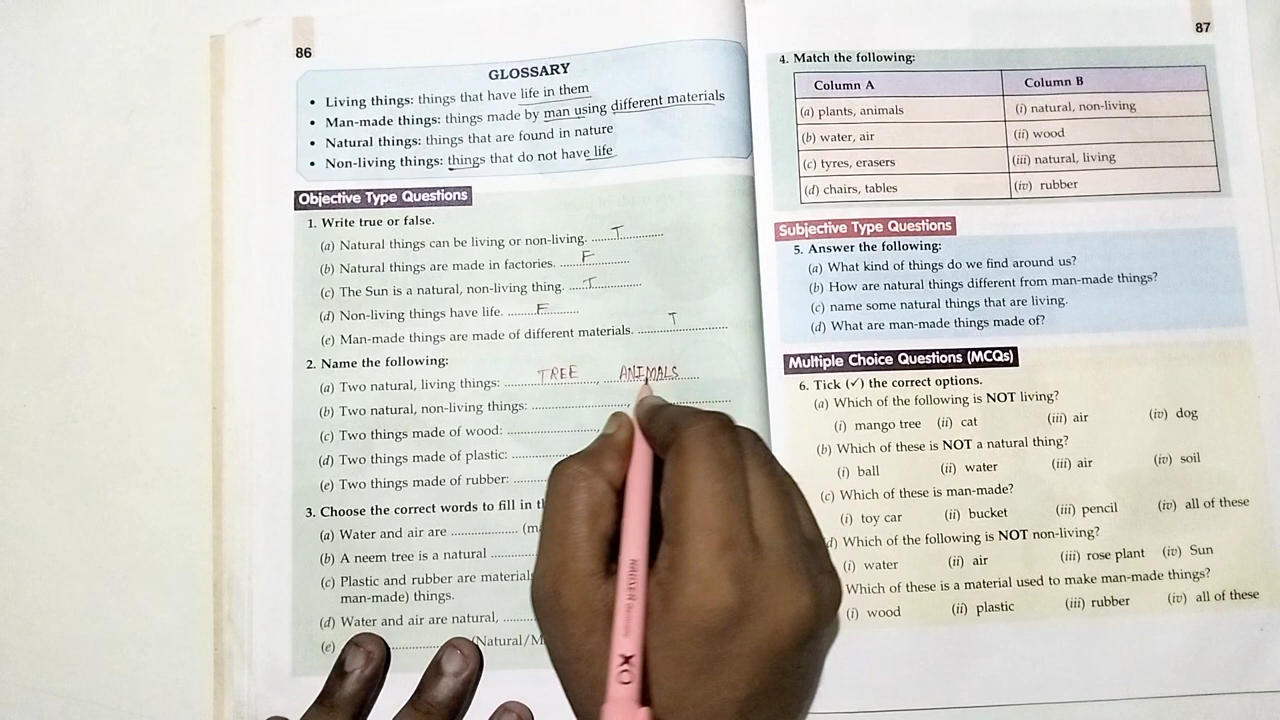 86
GLOSSARY
• Living things: things that have life in them
• Man-made things: things made by man using different materials
• Natural things: things that are found in nature
• Non-living things: things that do not have life
Objective Type Questions
1. Write true or false.
(a) Natural things can be living or non-living. ........T..............
(b) Natural things are made in factories. ........F..............
(c) The Sun is a natural, non-living thing. ........T..............
(d) Non-living things have life. ........F..............
(e) Man-made things are made of different materials. ........T..............
2. Name the following:
(a) Two natural, living things: ........TREE........, ........ANIMALS........
(b) Two natural, non-living things: ............................, ............................
(c) Two things made of wood: ............................,
(d) Two things made of plastic: ..............
(e) Two things made of rubber: ..............
3. Choose the correct words to fill in
(a) Water and air are ....................
(b) A neem tree is a natural ..............
(c) Plastic and rubber are
man-made) things.
(d) Water and air are natural, ..........
(e) .................... (Natural/
XO
87
4. Match the following:
Column A Column B
(a) plants, animals (i) natural, non-living
(b) water, air (ii) wood
(c) tyres, erasers (iii) natural, living
(d) chairs, tables (iv) rubber
Subjective Type Questions
5. Answer the following:
(a) What kind of things do we find around us?
(b) How are natural things different from man-made things?
(c) name some natural things that are living.
(d) What are man-made things made of?
Multiple Choice Questions (MCQs)
6. Tick (✓) the correct options.
(a) Which of the following is NOT living?
(i) mango tree (ii) cat (iii) air (iv) dog
(b) Which of these is NOT a natural thing?
(i) ball (ii) water (iii) air (iv) soil
(c) Which of these is man-made?
(i) toy car (ii) bucket (iii) pencil (iv) all of these
d) Which of the following is NOT non-living?
(i) water (ii) air (iii) rose plant (iv) Sun
Which of these is a material used to make man-made things?
(i) wood (ii) plastic (iii) rubber (iv) all of these